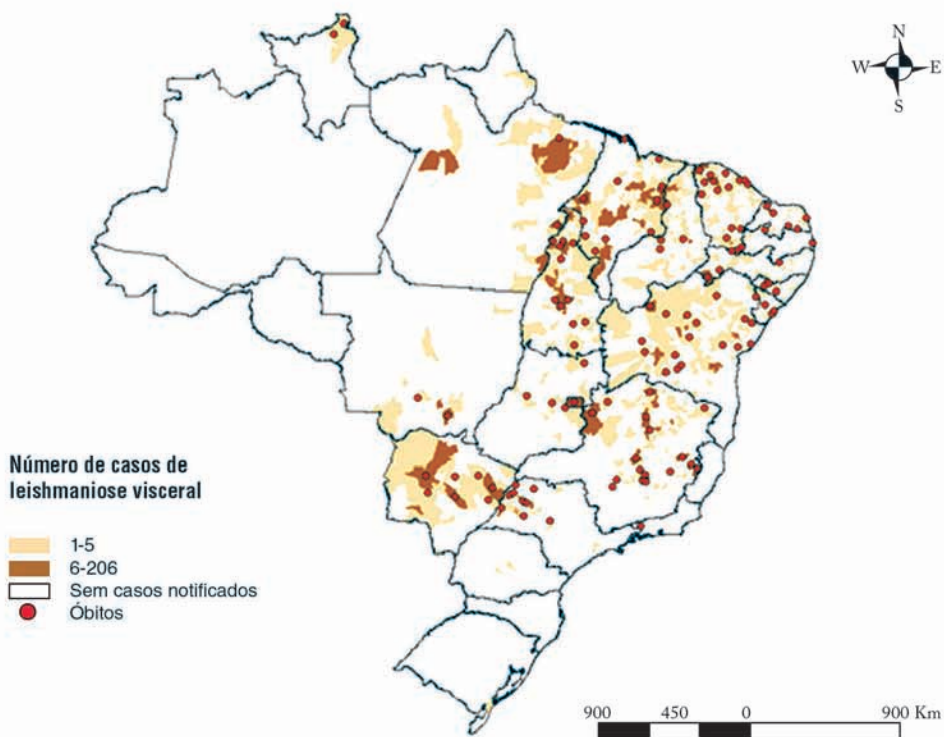 N
W E
S
Número de casos de
leishmaniose visceral
1-5
6-206
Sem casos notificados
Óbitos
900 450 0 900 Km